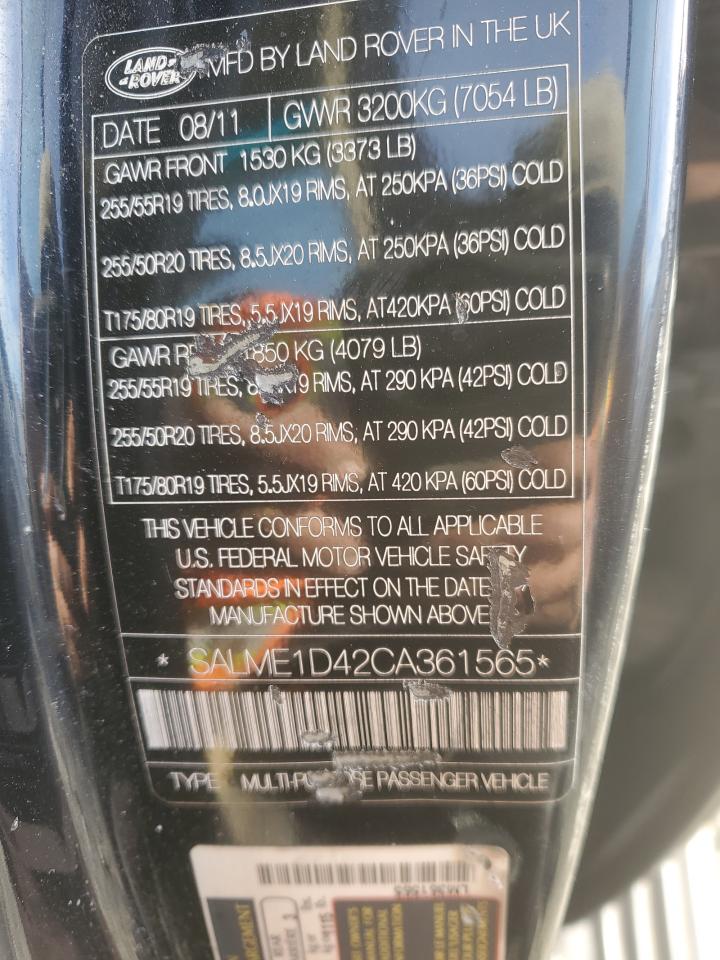 LAND-
-ROVER
MFD BY LAND ROVER IN THE UK
DATE 08/11 GVWR 3200KG (7054 LB)
GAWR FRONT 1530 KG (3373 LB)
255/55R19 TIRES, 8.0JX19 RIMS, AT 250KPA (36PSI) COLD
255/50R20 TIRES, 8.5JX20 RIMS, AT 250KPA (36PSI) COLD
T175/80R19 TIRES, 5.5JX19 RIMS, AT 420KPA (60PSI) COLD
GAWR 1850 KG (4079 LB)
255/55R19 TIRES, RIMS, AT 290 KPA (42PSI) COLD
255/50R20 TIRES, 8.5JX20 RIMS, AT 290 KPA (42PSI) COLD
T175/80R19 TIRES, 5.5JX19 RIMS, AT 420 KPA (60PSI) COLD
THIS VEHICLE CONFORMS TO ALL APPLICABLE
U.S. FEDERAL MOTOR VEHICLE SAFETY
STANDARDS IN EFFECT ON THE DATE
MANUFACTURE SHOWN ABOVE
* SALME1D42CA361565*
TYPE MULTI-PURPOSE PASSENGER VEHICLE
LM361565